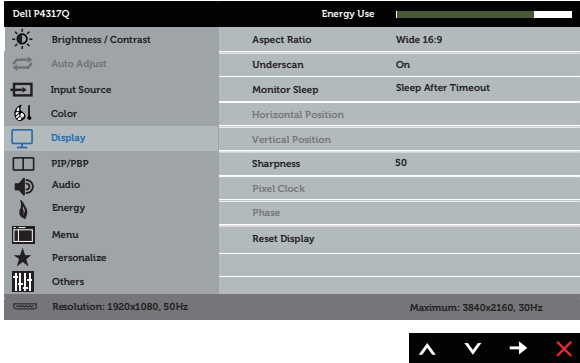 Dell P4317Q Energy Use
Brightness / Contrast Aspect Ratio Wide 16:9
Auto Adjust Underscan On
Input Source Monitor Sleep Sleep After Timeout
Color Horizontal Position
Display Vertical Position
PIP/PBP Sharpness 50
Audio Pixel Clock
Energy Phase
Menu Reset Display
Personalize
Others
Resolution: 1920x1080, 50Hz Maximum: 3840x2160, 30Hz